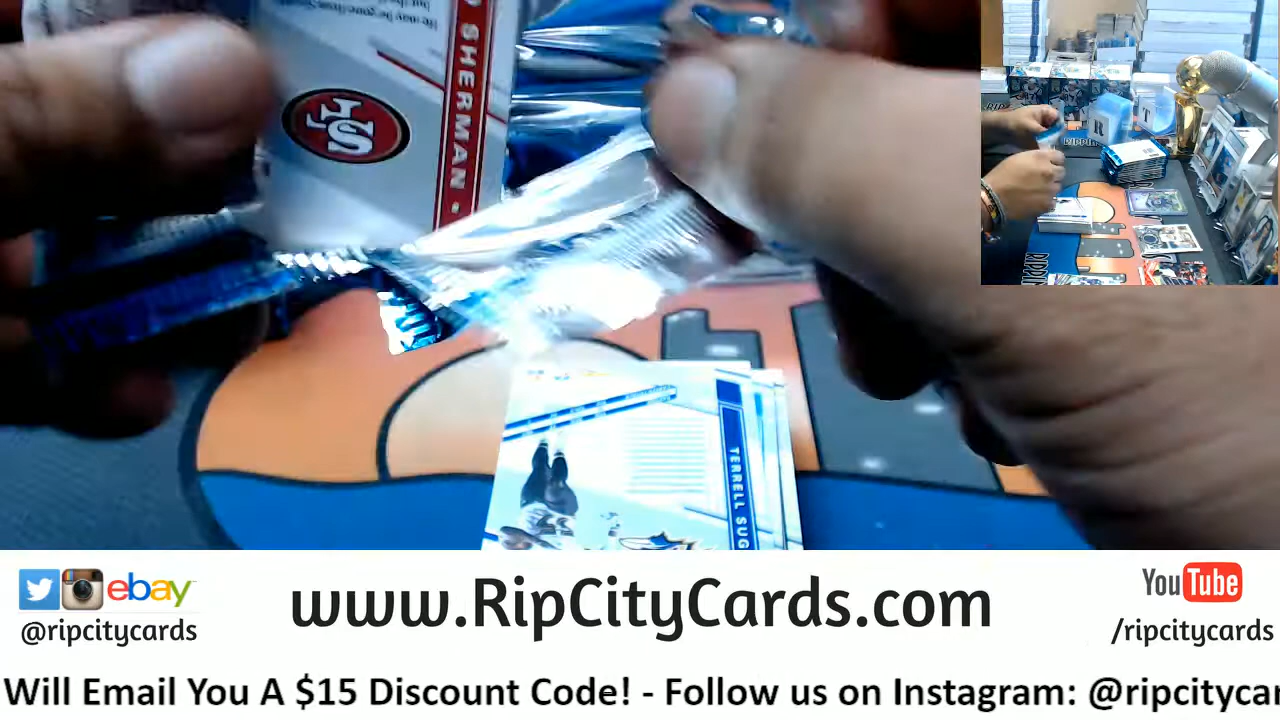 SHERMAN
SF
TERRELL SUG
R
T
RIPPIN
ebay
@ripcitycards
www.RipCityCards.com
YouTube
/ripcitycards
Will Email You A $15 Discount Code! - Follow us on Instagram: @ripcitycar